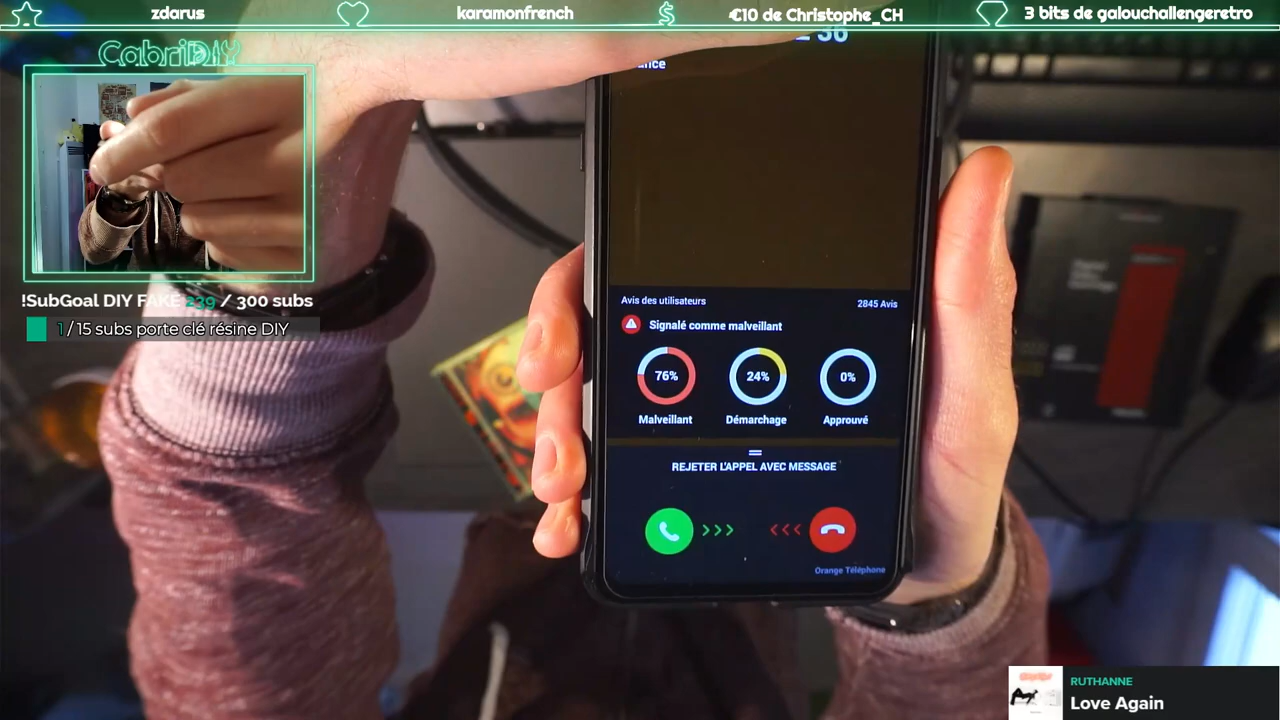 zdarus
karamonfrench
€10 de Christophe_CH
3 bits de galouchallengeretro
CabriDIY
!SubGoal DIY FAKE 239 / 300 subs
1 / 15 subs porte clé résine DIY
36
ance
Avis des utilisateurs
2845 Avis
Signalé comme malveillant
76%
24%
0%
Malveillant
Démarchage
Approuvé
REJETER L'APPEL AVEC MESSAGE
Orange Téléphone
RUTHANNE
Love Again